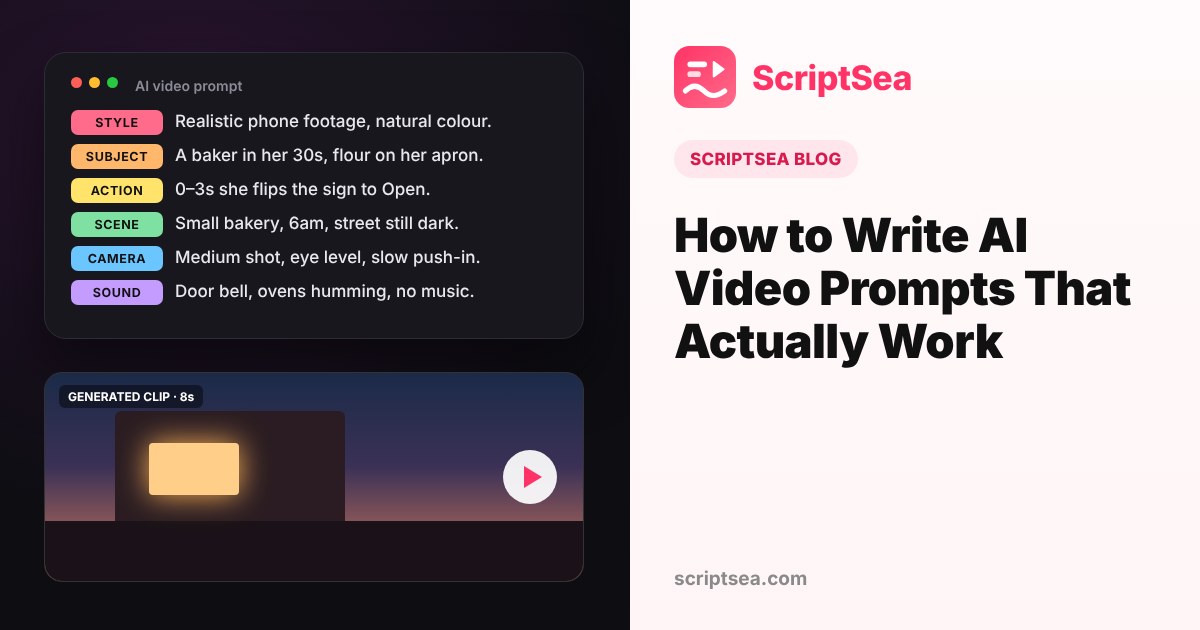 AI video prompt
STYLE Realistic phone footage, natural colour.
SUBJECT A baker in her 30s, flour on her apron.
ACTION 0–3s she flips the sign to Open.
SCENE Small bakery, 6am, street still dark.
CAMERA Medium shot, eye level, slow push-in.
SOUND Door bell, ovens humming, no music.
GENERATED CLIP · 8s
ScriptSea
SCRIPTSEA BLOG
How to Write AI
Video Prompts That
Actually Work
scriptsea.com